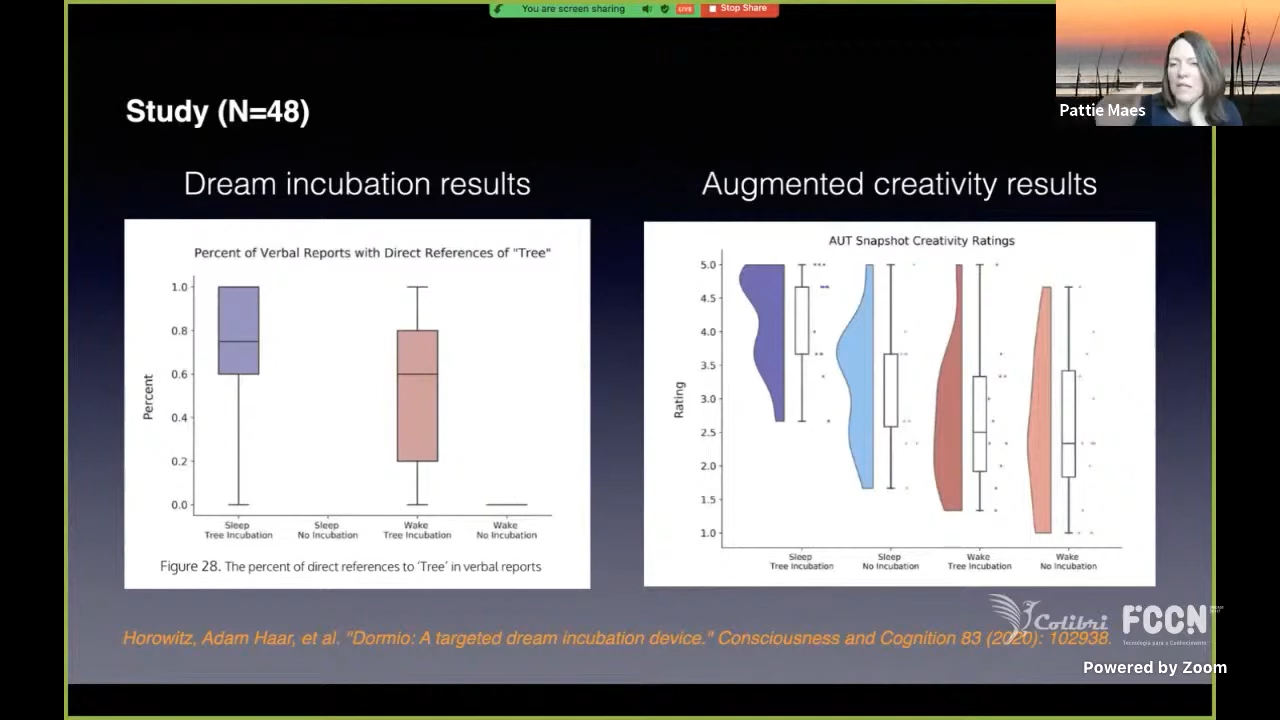 You are screen sharing
LIVE
Stop Share
Pattie Maes
Study (N=48)
Dream incubation results
Augmented creativity results
Percent of Verbal Reports with Direct References of "Tree"
Percent
1.0
0.8
0.6
0.4
0.2
0.0
Sleep
Tree Incubation
Sleep
No Incubation
Wake
Tree Incubation
Wake
No Incubation
Figure 28. The percent of direct references to 'Tree' in verbal reports
AUT Snapshot Creativity Ratings
Rating
5.0
4.5
4.0
3.5
3.0
2.5
2.0
1.5
1.0
Sleep
Tree Incubation
Sleep
No Incubation
Wake
Tree Incubation
Wake
No Incubation
Horowitz, Adam Haar, et al. "Dormio: A targeted dream incubation device." Consciousness and Cognition 83 (2020): 102938.
Colibri
FCCN
Tecnologia para o Conhecimento
Powered by Zoom